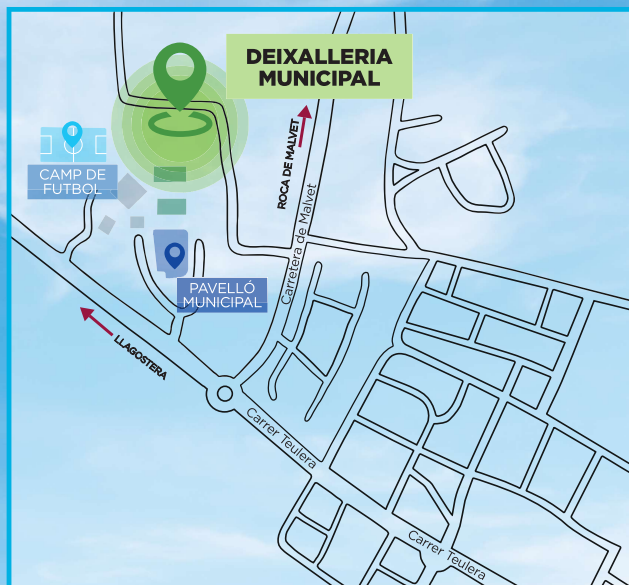 DEIXALLERIA
MUNICIPAL
CAMP DE
FUTBOL
ROCA DE MALVET
Carretera de Malvet
PAVELLÓ
MUNICIPAL
LLAGOSTERA
Carrer Teulera
Carrer Teulera